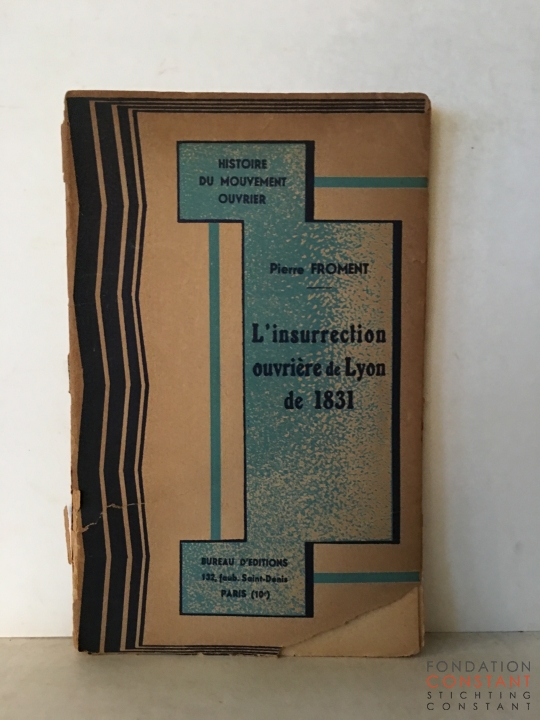 HISTOIRE
DU MOUVEMENT
OUVRIER
Pierre FROMENT
L'insurrection
ouvrière de Lyon
de 1831
BUREAU D'EDITIONS
132, faub. Saint-Denis
PARIS (10e)
FONDATION
CONSTANT
STICHTING
CONSTANT